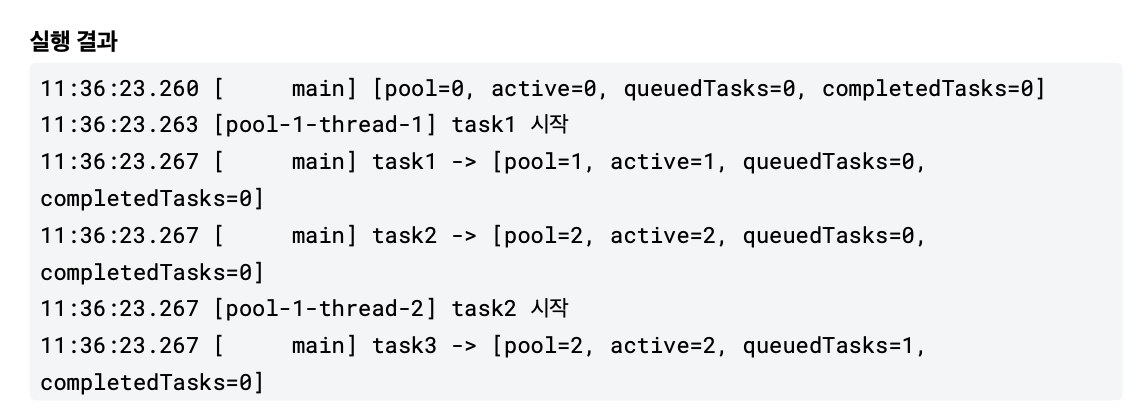 실행 결과
11:36:23.260 [     main] [pool=0, active=0, queuedTasks=0, completedTasks=0]
11:36:23.263 [pool-1-thread-1] task1 시작
11:36:23.267 [     main] task1 -> [pool=1, active=1, queuedTasks=0,
completedTasks=0]
11:36:23.267 [     main] task2 -> [pool=2, active=2, queuedTasks=0,
completedTasks=0]
11:36:23.267 [pool-1-thread-2] task2 시작
11:36:23.267 [     main] task3 -> [pool=2, active=2, queuedTasks=1,
completedTasks=0]